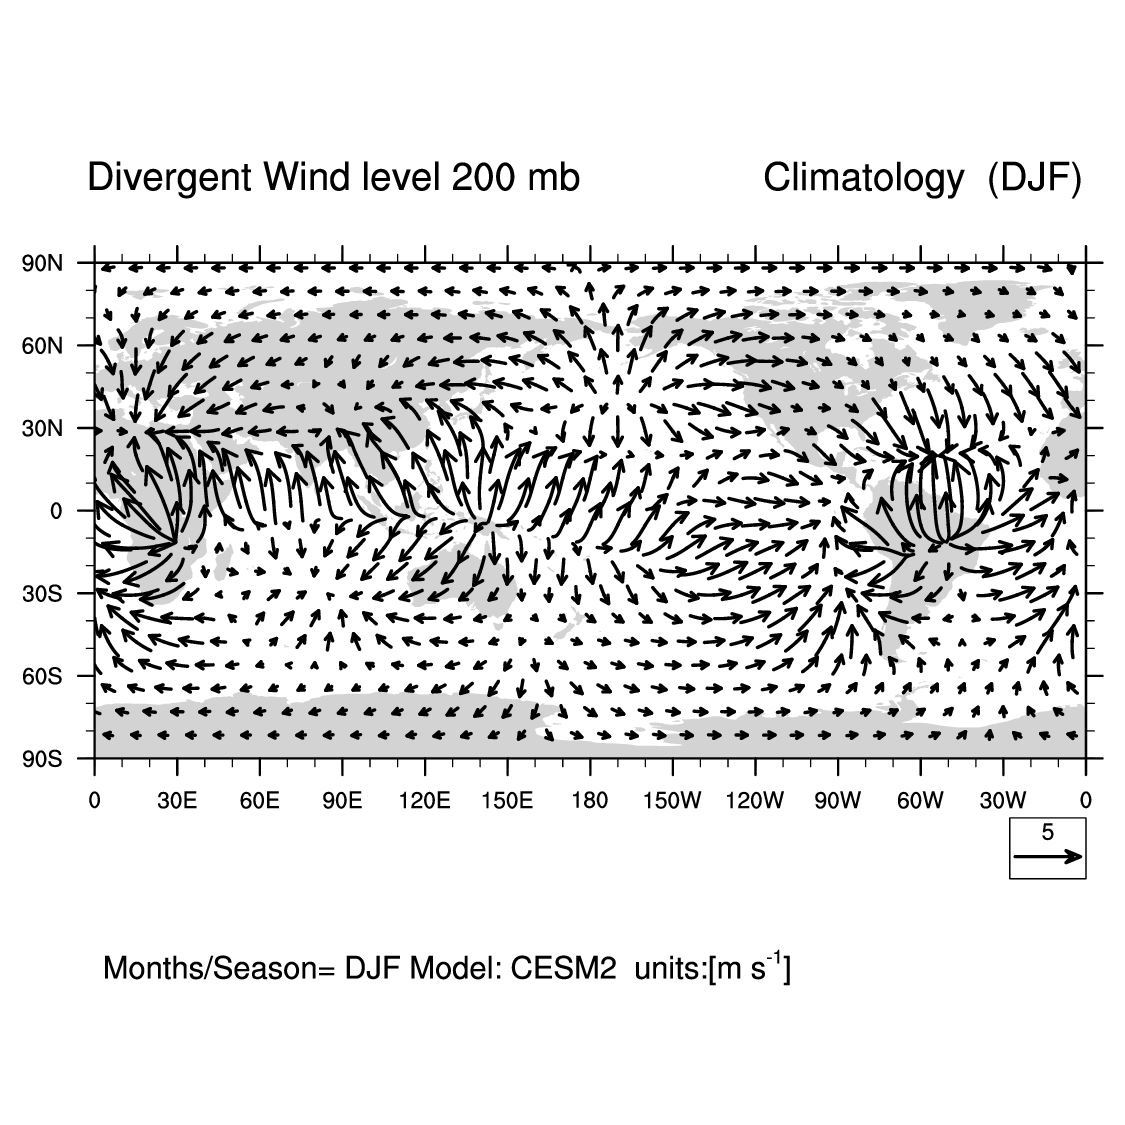 Divergent Wind level 200 mb Climatology (DJF)
90N
60N
30N
0
30S
60S
90S
0 30E 60E 90E 120E 150E 180 150W 120W 90W 60W 30W 0
5
Months/Season= DJF Model: CESM2 units:[m s-1]